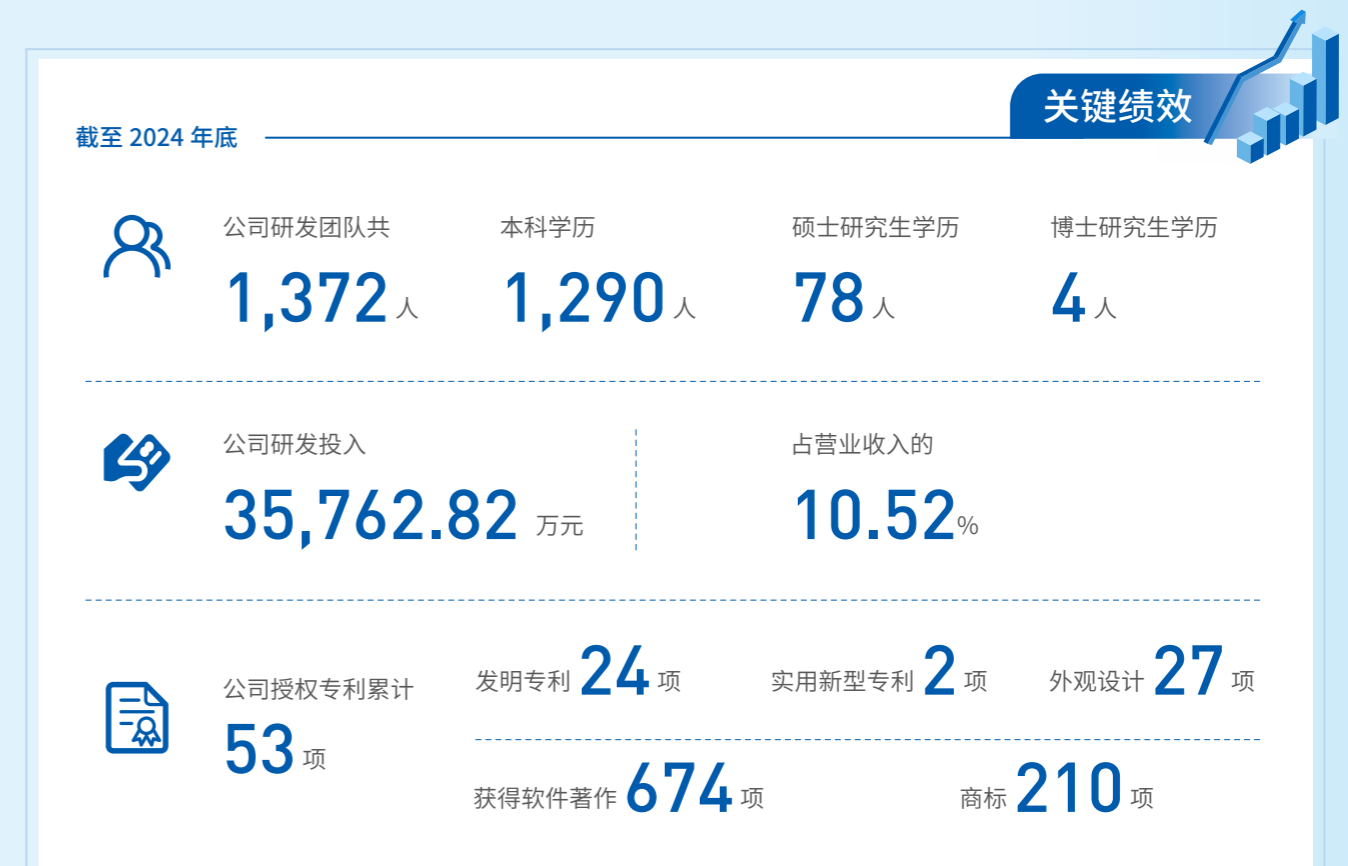 关键绩效
截至 2024 年底
公司研发团队共
1,372 人
本科学历
1,290 人
硕士研究生学历
78 人
博士研究生学历
4 人
公司研发投入
35,762.82 万元
占营业收入的
10.52%
公司授权专利累计
53 项
发明专利 24 项
实用新型专利 2 项
外观设计 27 项
获得软件著作 674 项
商标 210 项